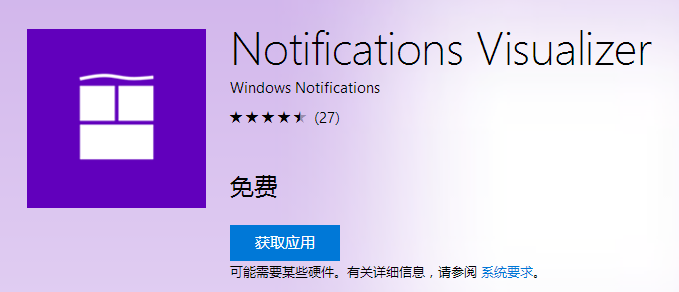 Notifications Visualizer
Windows Notifications
(27)
免费
获取应用
可能需要某些硬件。有关详细信息，请参阅 系统要求。